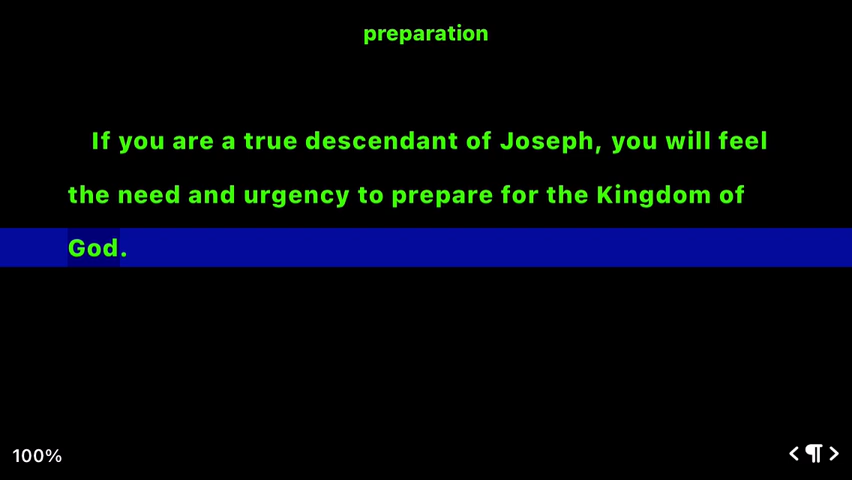 preparation
If you are a true descendant of Joseph, you will feel
the need and urgency to prepare for the Kingdom of
God.
100%
<¶>